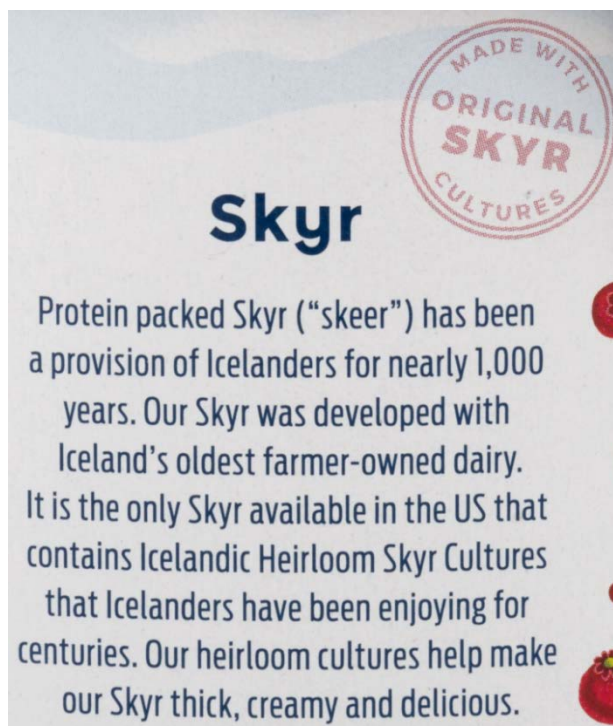 MADE WITH
ORIGINAL
SKYR
CULTURES
Skyr
Protein packed Skyr (“skeer”) has been
a provision of Icelanders for nearly 1,000
years. Our Skyr was developed with
Iceland’s oldest farmer-owned dairy.
It is the only Skyr available in the US that
contains Icelandic Heirloom Skyr Cultures
that Icelanders have been enjoying for
centuries. Our heirloom cultures help make
our Skyr thick, creamy and delicious.